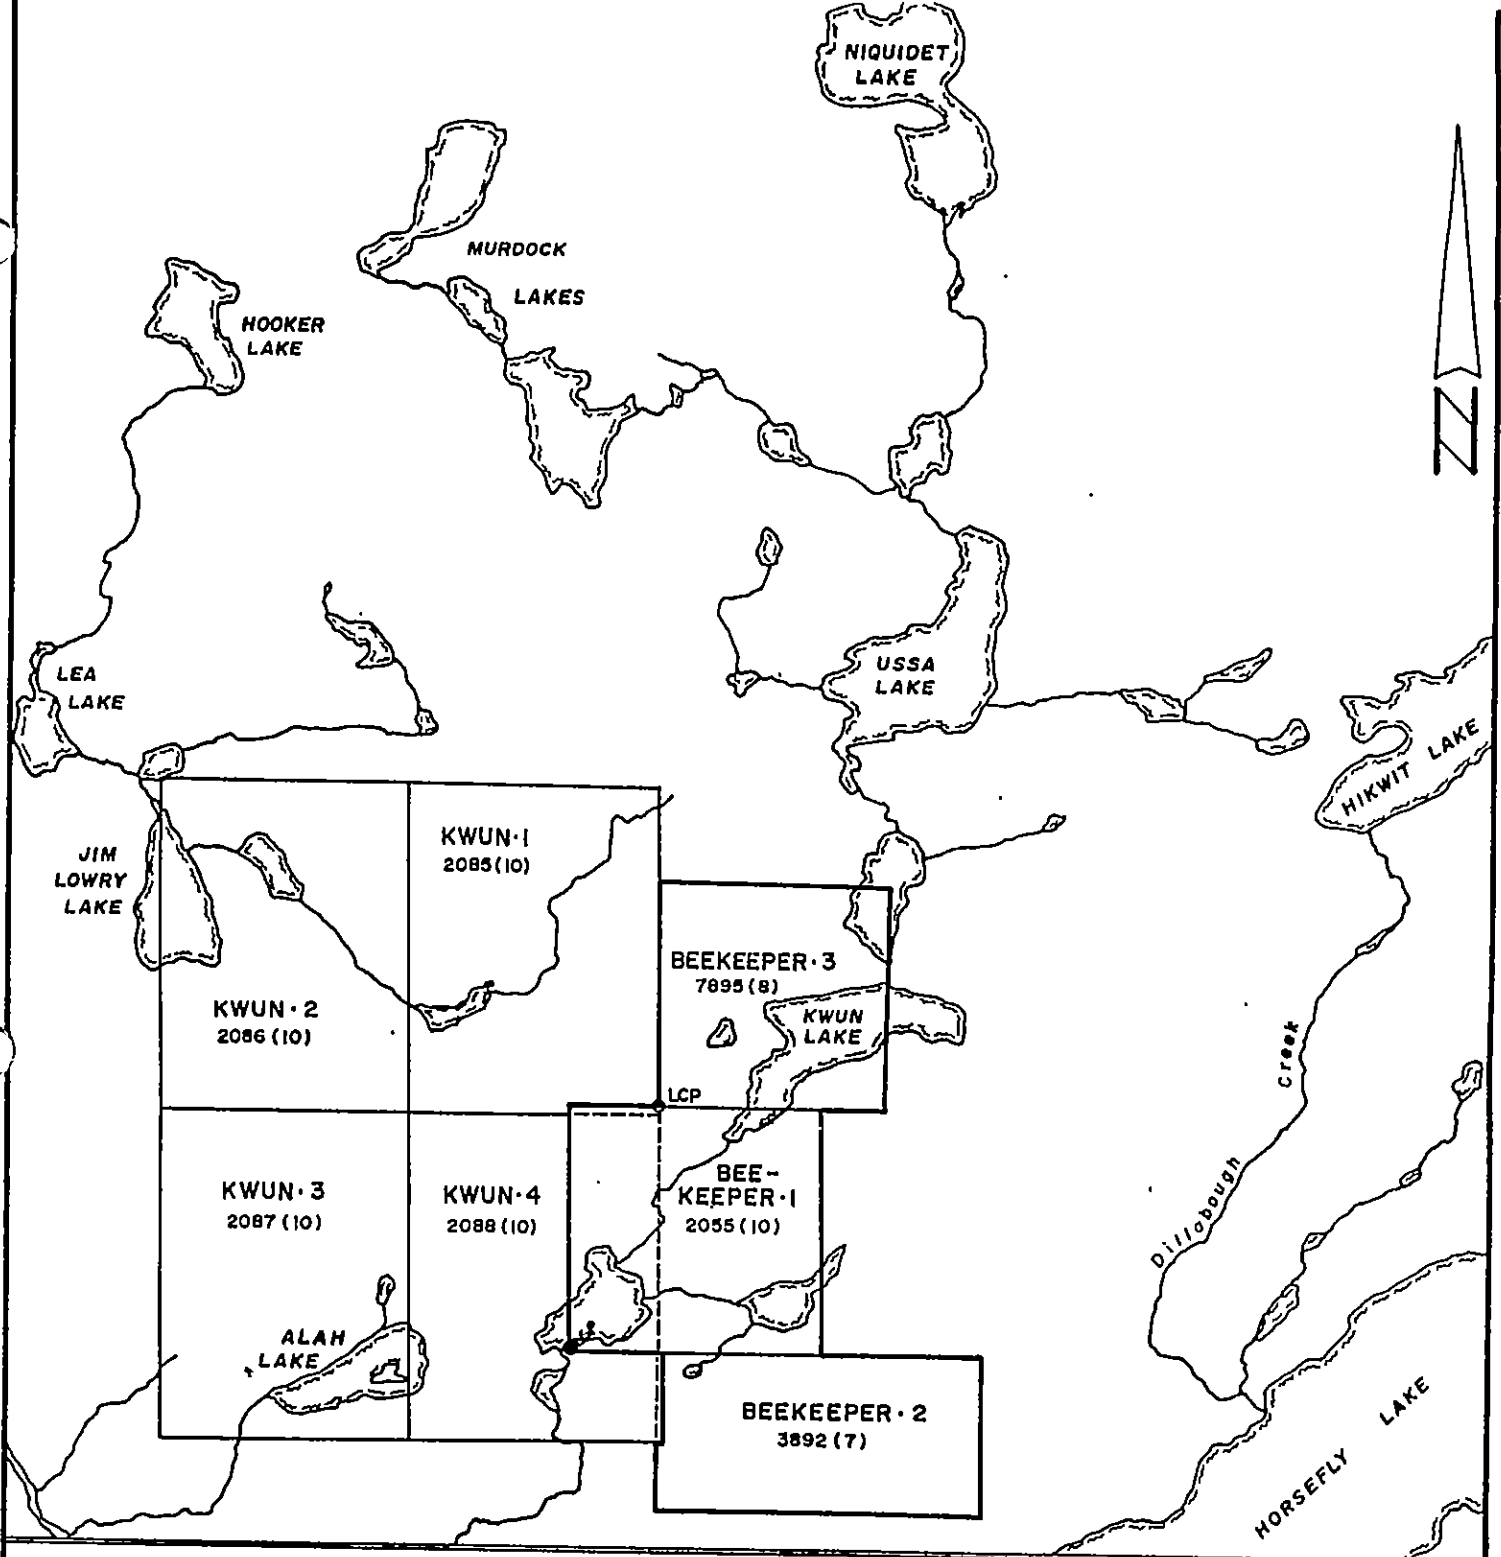 NIQUIDET
LAKE
MURDOCK
LAKES
HOOKER
LAKE
N
LEA
LAKE
USSA
LAKE
HIKWIT LAKE
JIM
LOWRY
LAKE
KWUN·1
2085(10)
BEEKEEPER·3
7895(8)
KWUN·2
2086(10)
KWUN
LAKE
LCP
Dillabough Creek
KWUN·3
2087(10)
KWUN·4
2088(10)
BEE-
KEEPER·1
2055(10)
ALAH
LAKE
BEEKEEPER·2
3892(7)
HORSEFLY LAKE